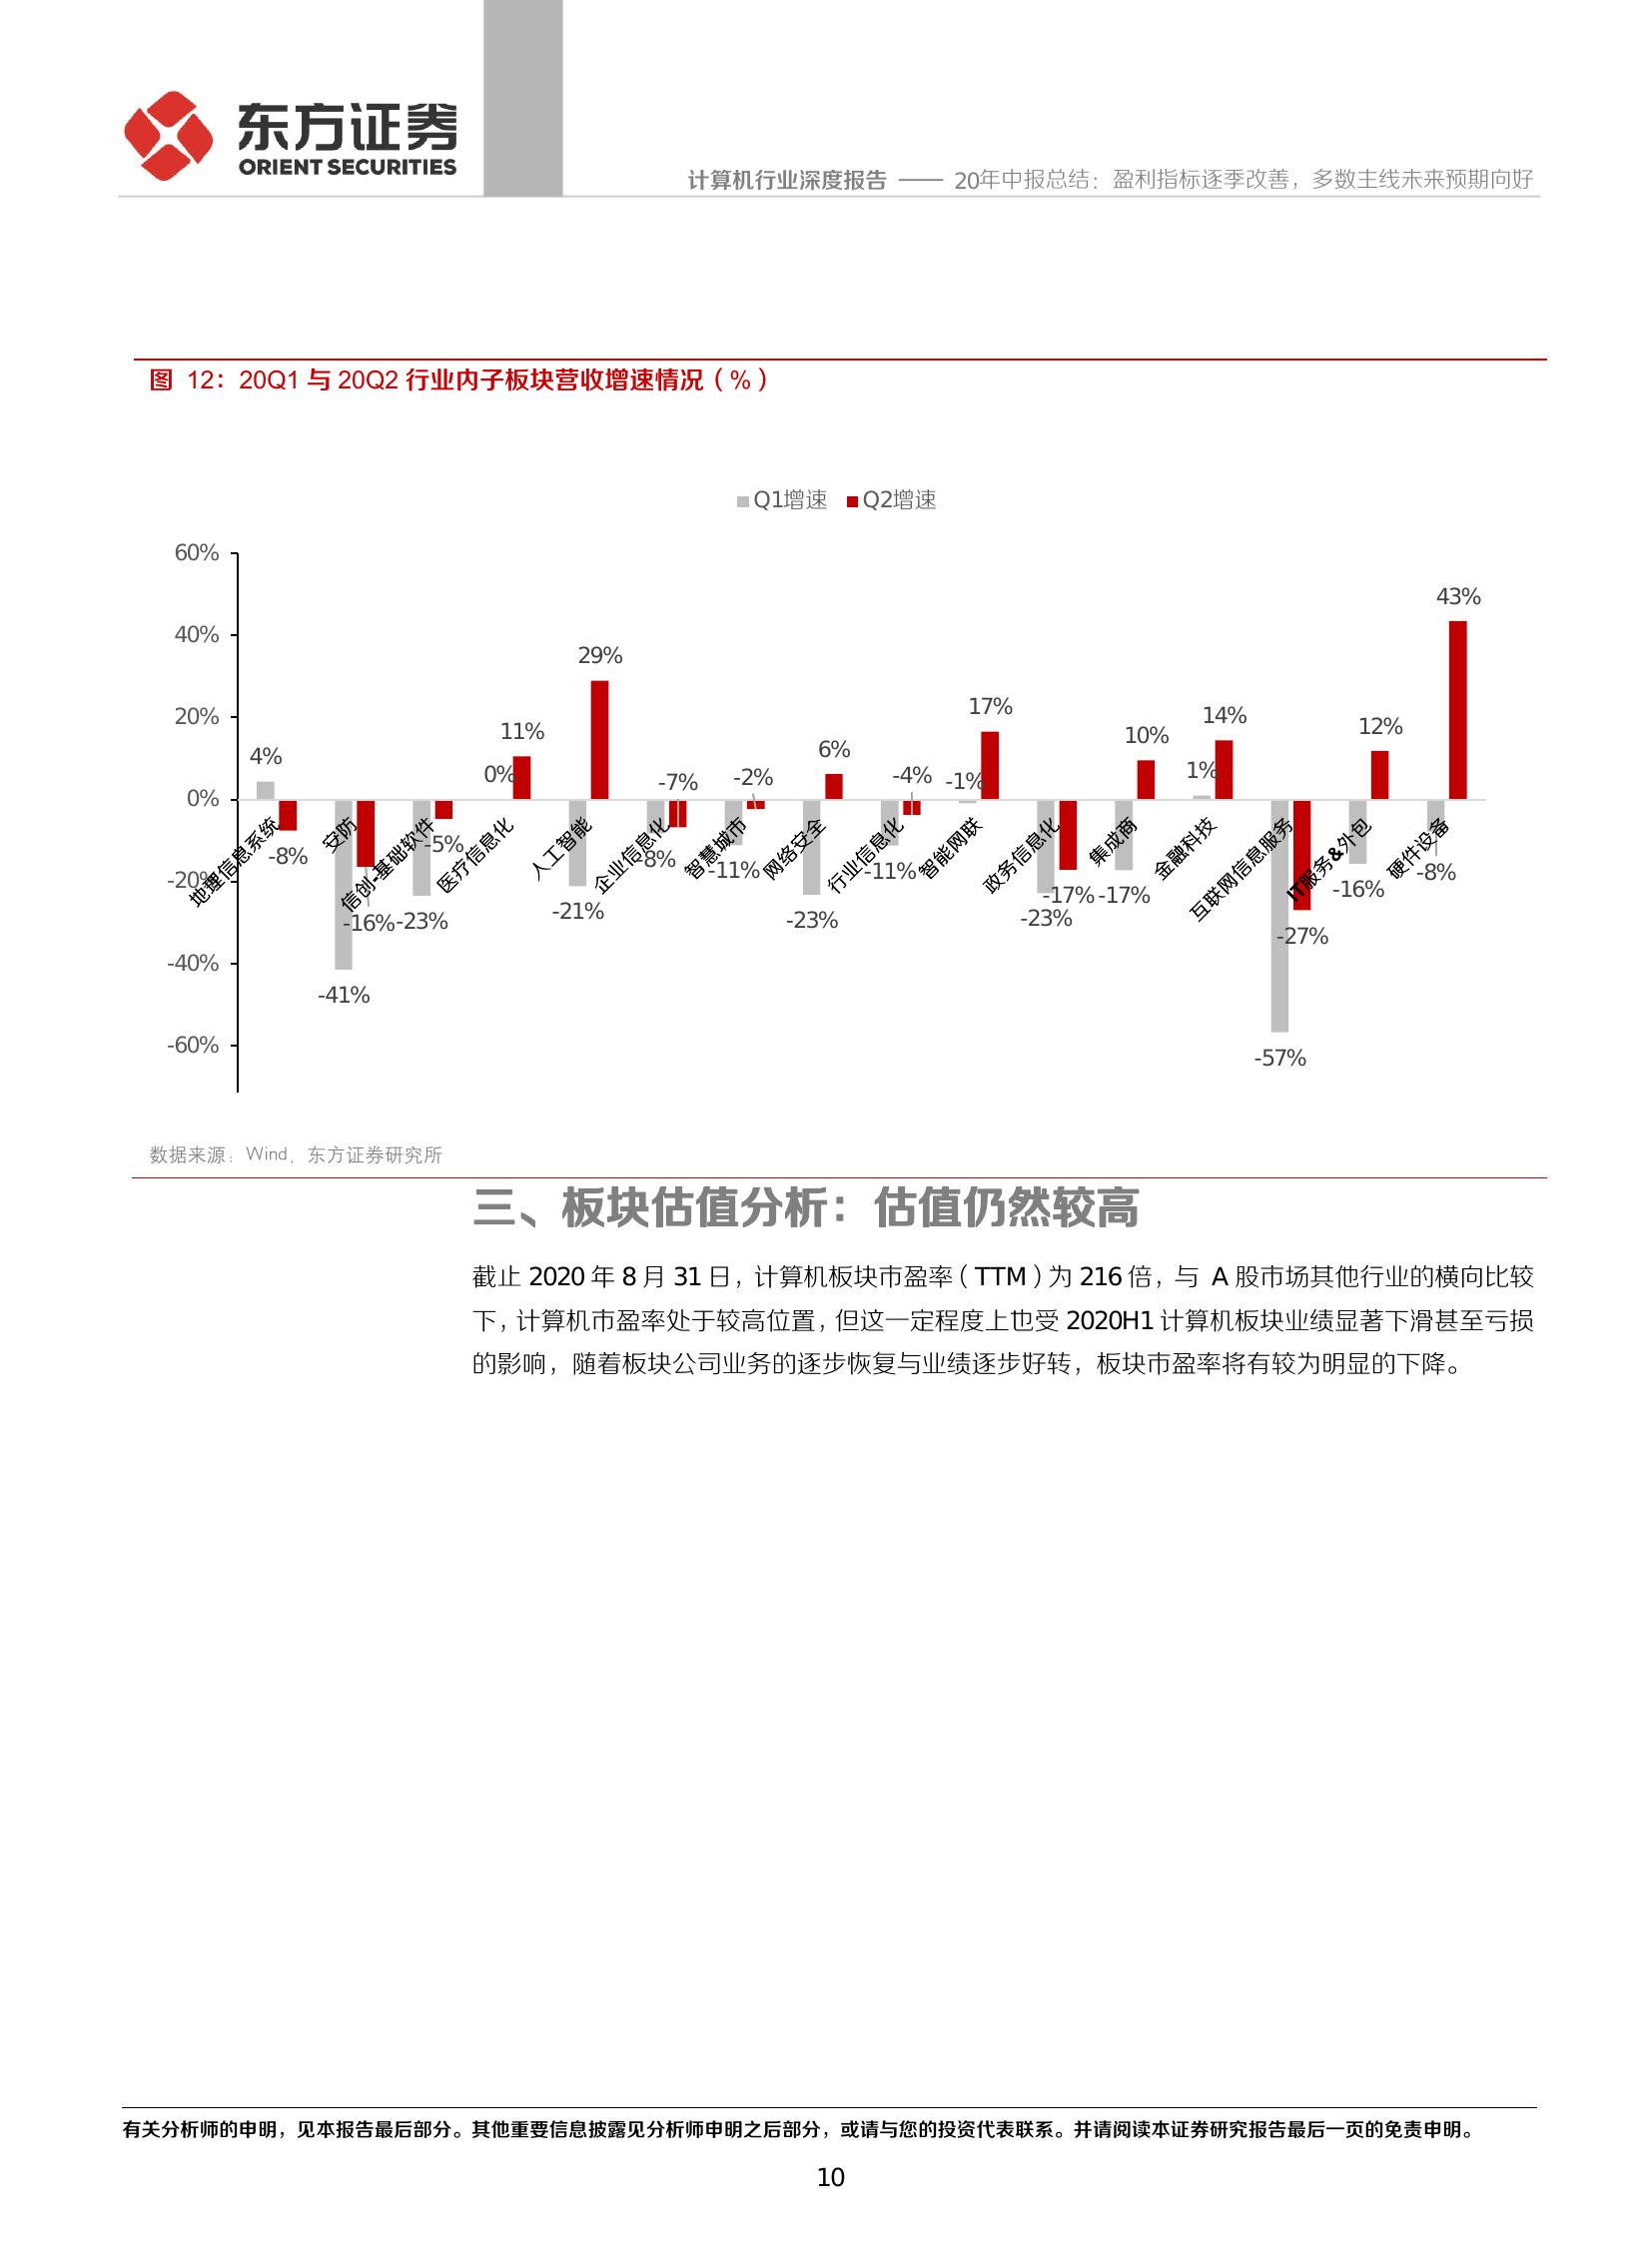 东方证券
ORIENT SECURITIES
计算机行业深度报告 —— 20年中报总结：盈利指标逐季改善，多数主线未来预期向好
图 12：20Q1 与 20Q2 行业内子板块营收增速情况（%）
Q1增速 Q2增速
60%
40%
20%
0%
-20%
-40%
-60%
4%
-8%
-41%
-16%
-23%
-5%
0%
11%
-21%
29%
-8%
-7%
-11%
-2%
-23%
6%
-11%
-4%
-1%
17%
-23%
-17%
-17%
10%
1%
14%
-57%
-27%
-16%
12%
-8%
43%
地理信息系统
安防
信创-基础软件
医疗信息化
人工智能
企业信息化
智慧城市
网络安全
行业信息化
智能网联
政务信息化
集成商
金融科技
互联网信息服务
IT服务&外包
硬件设备
数据来源：Wind，东方证券研究所
三、板块估值分析：估值仍然较高
截止 2020 年 8 月 31 日，计算机板块市盈率（TTM）为 216 倍，与 A 股市场其他行业的横向比较
下，计算机市盈率处于较高位置，但这一定程度上也受 2020H1 计算机板块业绩显著下滑甚至亏损
的影响，随着板块公司业务的逐步恢复与业绩逐步好转，板块市盈率将有较为明显的下降。
有关分析师的申明，见本报告最后部分。其他重要信息披露见分析师申明之后部分，或请与您的投资代表联系。并请阅读本证券研究报告最后一页的免责申明。
10